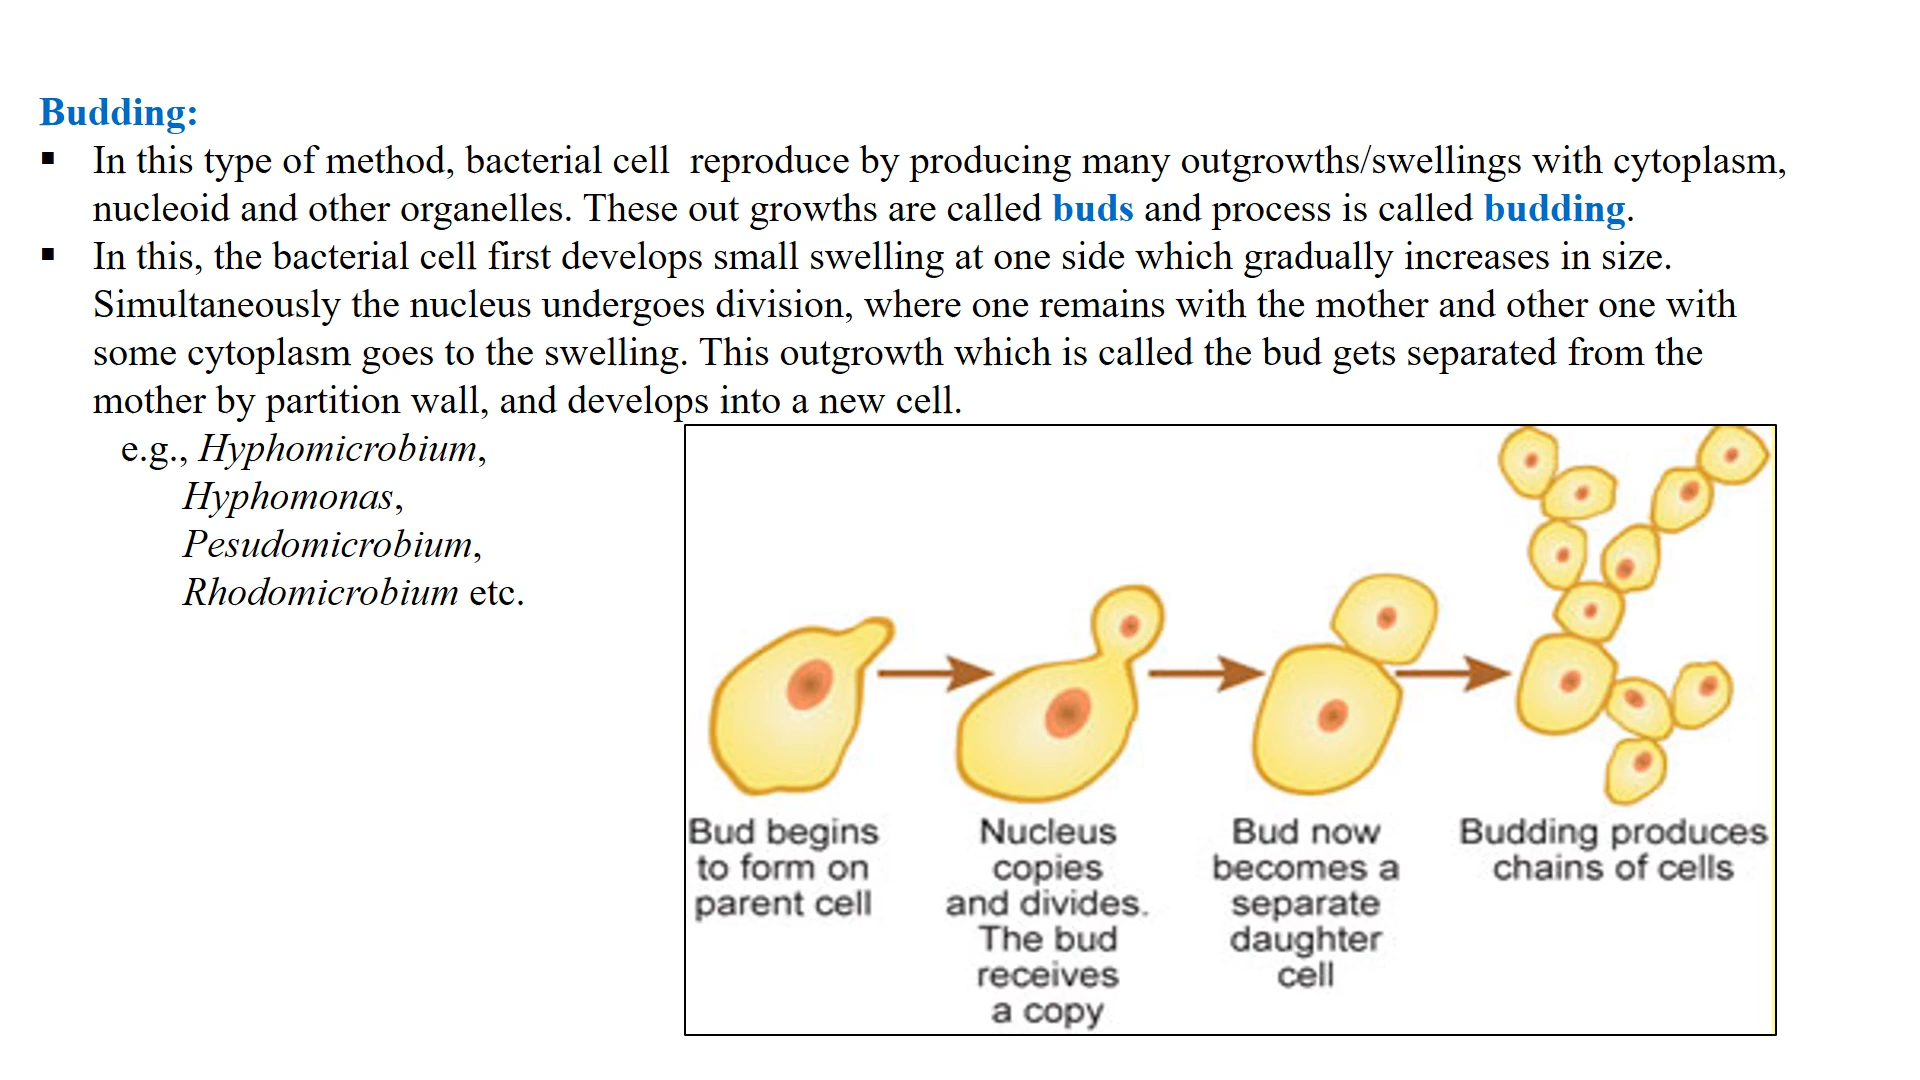 Budding:
▪ In this type of method, bacterial cell  reproduce by producing many outgrowths/swellings with cytoplasm,
nucleoid and other organelles. These out growths are called buds and process is called budding.
▪ In this, the bacterial cell first develops small swelling at one side which gradually increases in size.
Simultaneously the nucleus undergoes division, where one remains with the mother and other one with
some cytoplasm goes to the swelling. This outgrowth which is called the bud gets separated from the
mother by partition wall, and develops into a new cell.
e.g., Hyphomicrobium,
Hyphomonas,
Pesudomicrobium,
Rhodomicrobium etc.
Bud begins
to form on
parent cell
Nucleus
copies
and divides.
The bud
receives
a copy
Bud now
becomes a
separate
daughter
cell
Budding produces
chains of cells